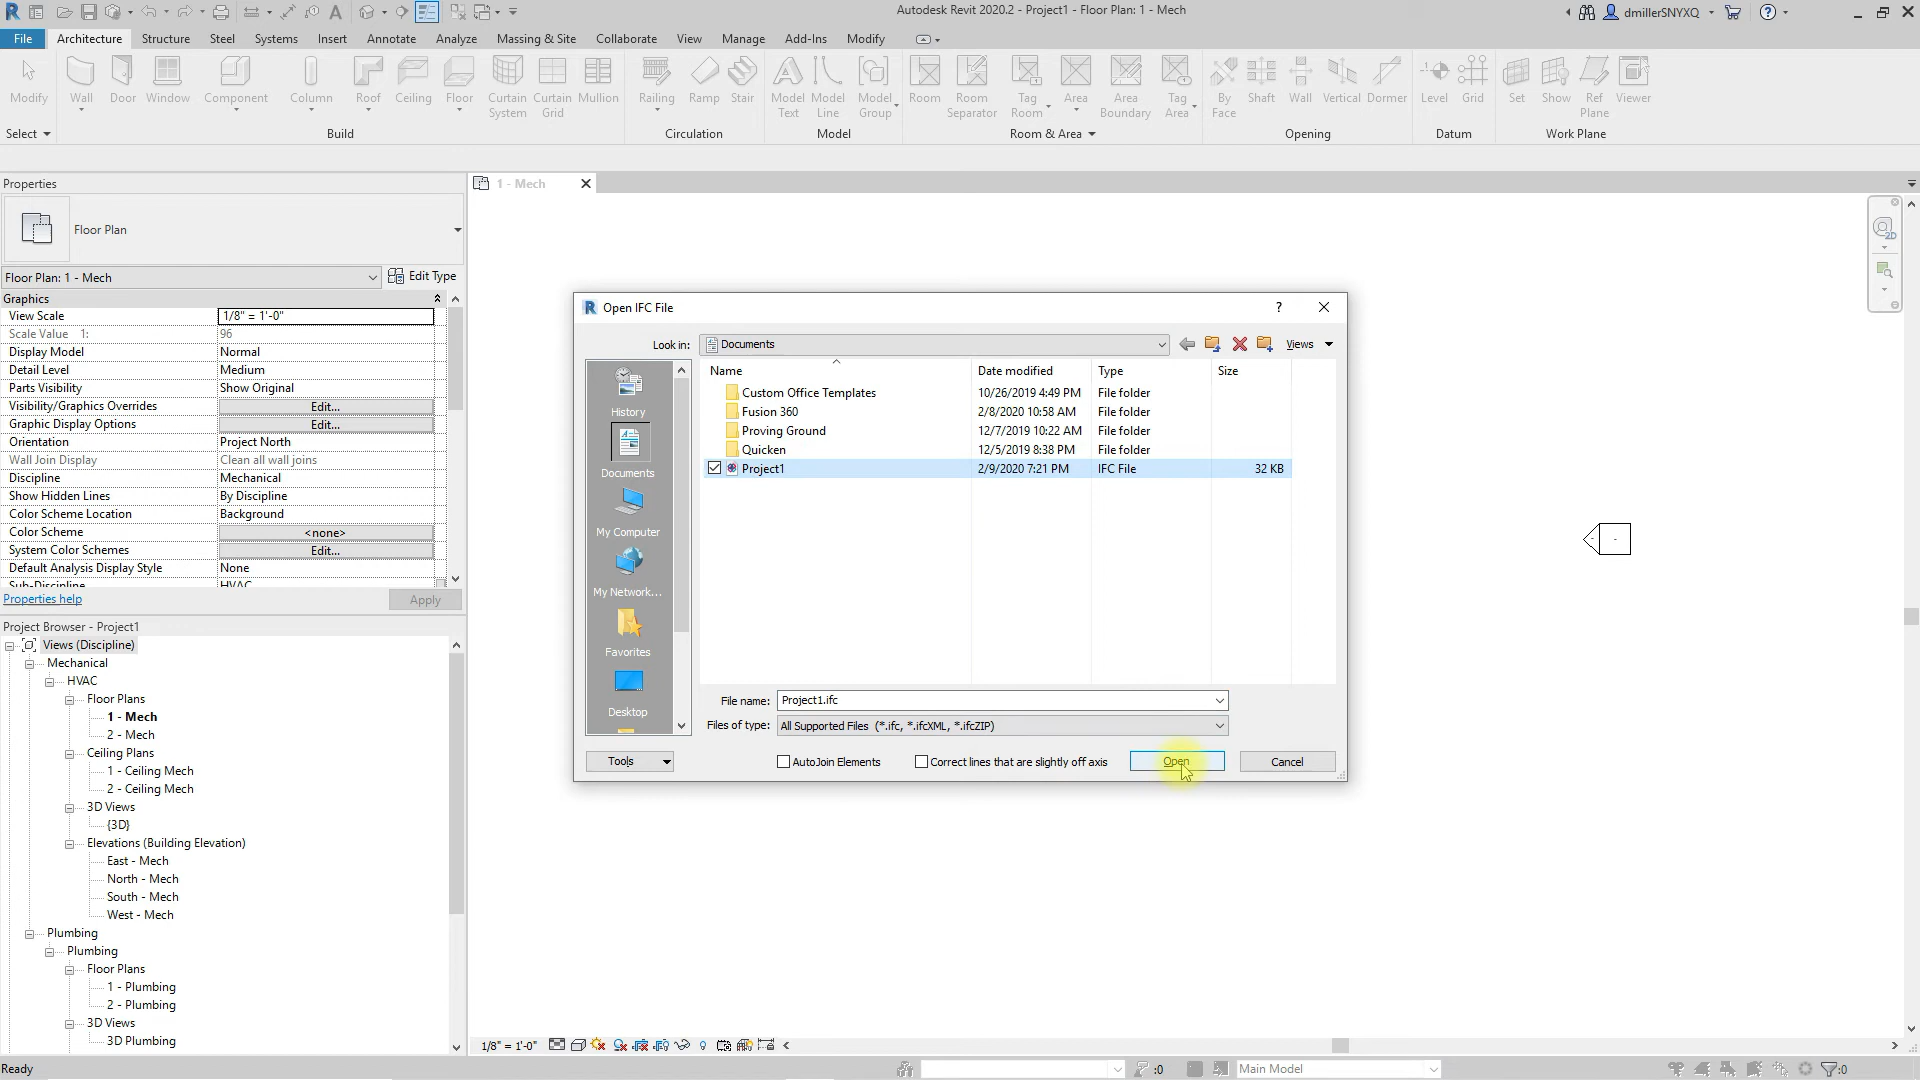 Autodesk Revit 2020.2 - Project1 - Floor Plan: 1 - Mech
dmillerSNYXQ
File Architecture Structure Steel Systems Insert Annotate Analyze Massing & Site Collaborate View Manage Add-Ins Modify
Modify Wall Door Window Component Column Roof Ceiling Floor Curtain System Curtain Grid Mullion Railing Ramp Stair Model Text Model Line Model Group Room Room Separator Tag Room Area Area Boundary Tag Area By Face Shaft Wall Vertical Dormer Level Grid Set Show Ref Plane Viewer
Select Build Circulation Model Room & Area Opening Datum Work Plane
Properties
1 - Mech
Floor Plan
Floor Plan: 1 - Mech Edit Type
Graphics
View Scale 1/8" = 1'-0"
Scale Value 1: 96
Display Model Normal
Detail Level Medium
Parts Visibility Show Original
Visibility/Graphics Overrides Edit...
Graphic Display Options Edit...
Orientation Project North
Wall Join Display Clean all wall joins
Discipline Mechanical
Show Hidden Lines By Discipline
Color Scheme Location Background
Color Scheme <none>
System Color Schemes Edit...
Default Analysis Display Style None
Sub-Discipline HVAC
Properties help Apply
Project Browser - Project1
Views (Discipline)
Mechanical
HVAC
Floor Plans
1 - Mech
2 - Mech
Ceiling Plans
1 - Ceiling Mech
2 - Ceiling Mech
3D Views
{3D}
Elevations (Building Elevation)
East - Mech
North - Mech
South - Mech
West - Mech
Plumbing
Plumbing
Floor Plans
1 - Plumbing
2 - Plumbing
3D Views
3D Plumbing
Open IFC File
Look in: Documents Views
Name Date modified Type Size
Custom Office Templates 10/26/2019 4:49 PM File folder
Fusion 360 2/8/2020 10:58 AM File folder
Proving Ground 12/7/2019 10:22 AM File folder
Quicken 12/5/2019 8:38 PM File folder
Project1 2/9/2020 7:21 PM IFC File 32 KB
History
Documents
My Computer
My Network...
Favorites
Desktop
File name: Project1.ifc
Files of type: All Supported Files (*.ifc, *.ifcXML, *.ifcZIP)
Tools AutoJoin Elements Correct lines that are slightly off axis Open Cancel
2D
1/8" = 1'-0"
Ready :0 Main Model :0